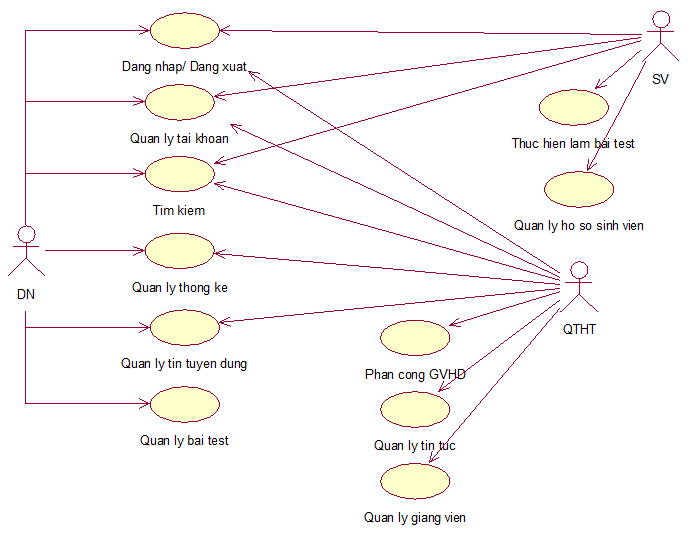 Dang nhap/ Dang xuat
SV
Quan ly tai khoan
Thuc hien lam bai test
Tim kiem
Quan ly ho so sinh vien
DN
Quan ly thong ke
QTHT
Quan ly tin tuyen dung
Phan cong GVHD
Quan ly bai test
Quan ly tin tuc
Quan ly giang vien